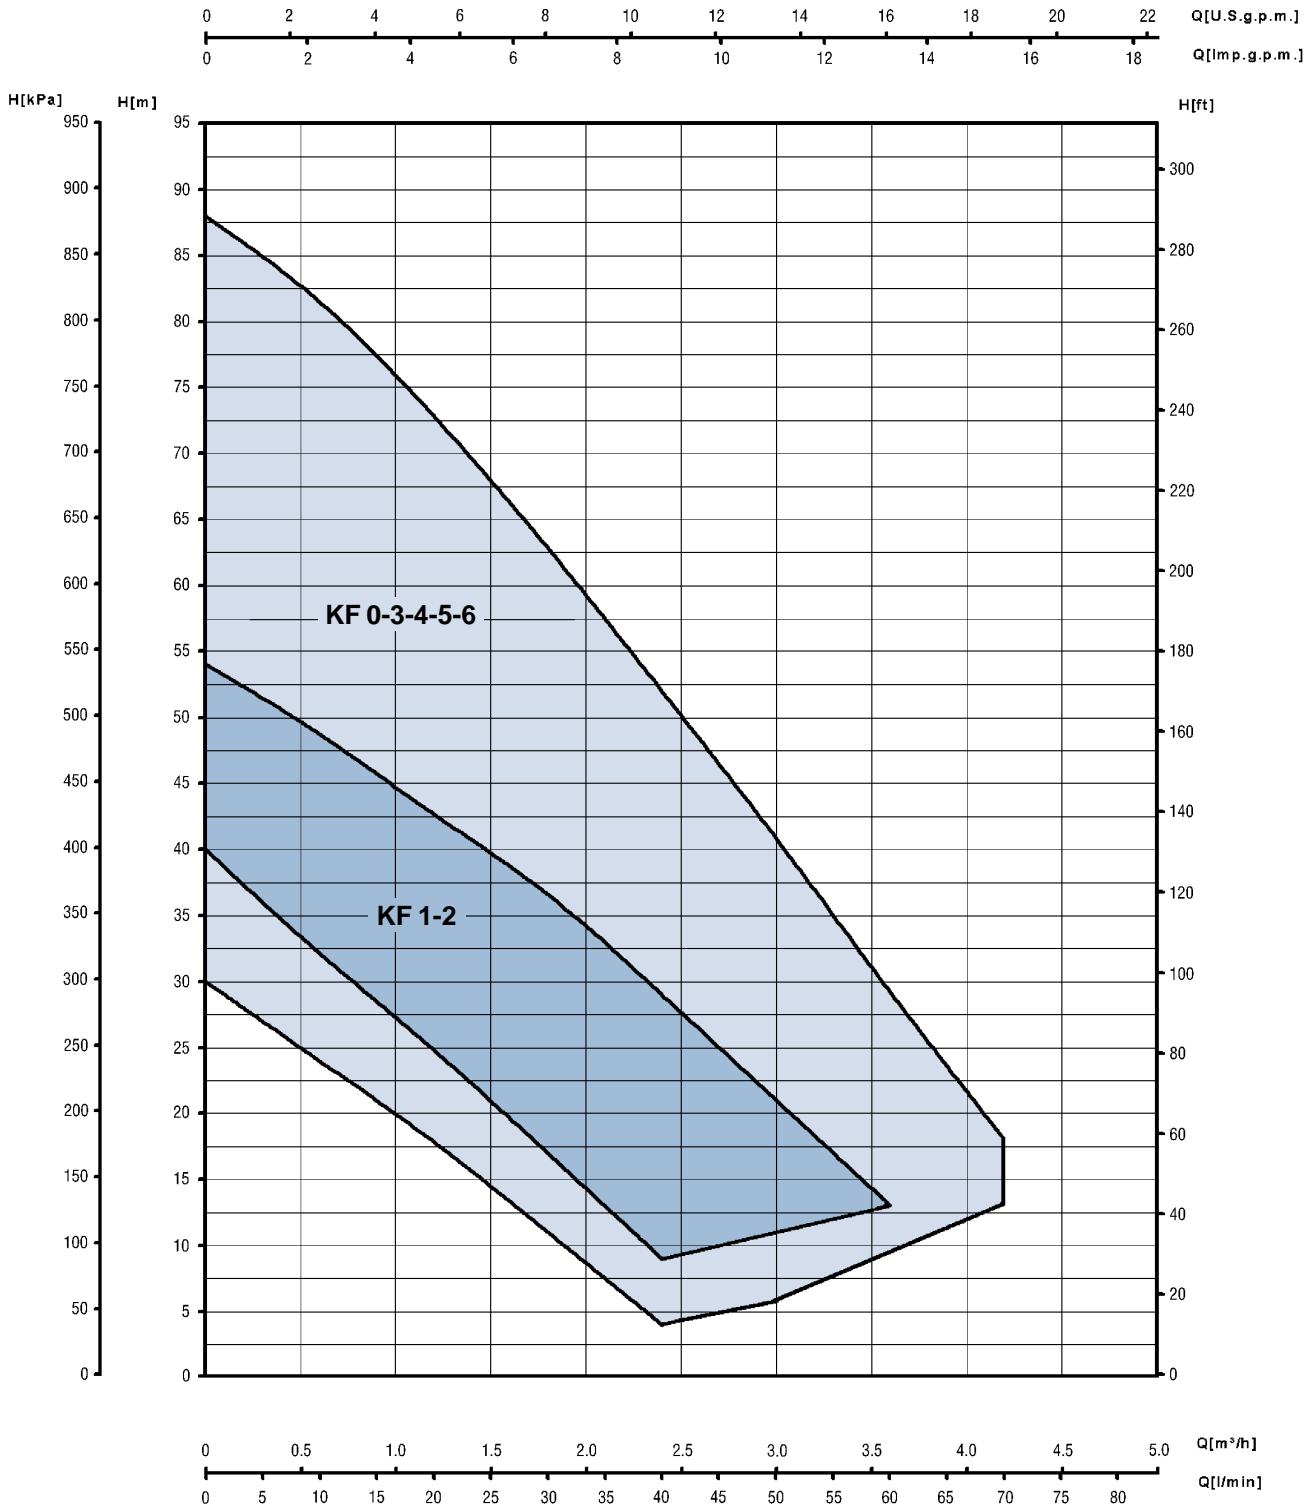 0 2 4 6 8 10 12 14 16 18 20 22 Q[U.S.g.p.m.]
0 2 4 6 8 10 12 14 16 18 Q[Imp.g.p.m.]
H[kPa] H[m] H[ft]
950 95
300
900 90
850 85 280
800 80 260
750 75
240
700 70
220
650 65
600 60 200
KF 0-3-4-5-6
550 55 180
500 50 160
450 45
140
400 40
120
350 35
KF 1-2
300 30 100
250 25 80
200 20
60
150 15
40
100 10
50 5 20
0 0 0
0 0.5 1.0 1.5 2.0 2.5 3.0 3.5 4.0 4.5 5.0 Q[m³/h]
0 5 10 15 20 25 30 35 40 45 50 55 60 65 70 75 80 Q[l/min]